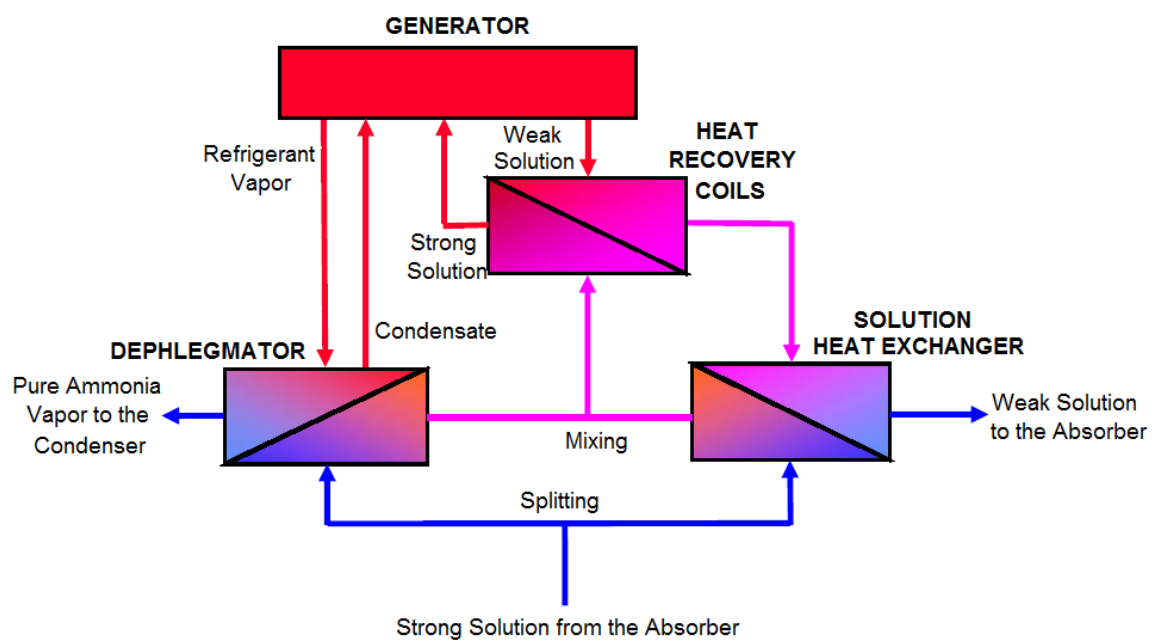 GENERATOR
Refrigerant
Vapor
Weak
Solution
HEAT
RECOVERY
COILS
Strong
Solution
Condensate
DEPHLEGMATOR
SOLUTION
HEAT EXCHANGER
Pure Ammonia
Vapor to the
Condenser
Mixing
Weak Solution
to the Absorber
Splitting
Strong Solution from the Absorber